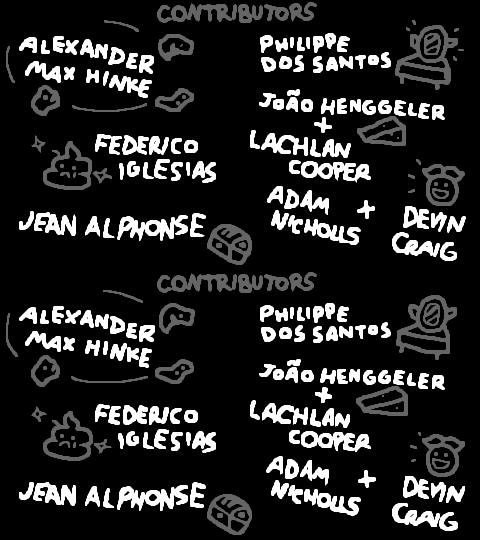 CONTRIBUTORS
ALEXANDER
MAX HINKE
PHILIPPE
DOS SANTOS
JOÃO HENGGELER
+
LACHLAN
COOPER
FEDERICO
IGLESIAS
ADAM
NICHOLLS
+
DEVIN
CRAIG
JEAN ALPHONSE
CONTRIBUTORS
ALEXANDER
MAX HINKE
PHILIPPE
DOS SANTOS
JOÃO HENGGELER
+
LACHLAN
COOPER
FEDERICO
IGLESIAS
ADAM
NICHOLLS
+
DEVIN
CRAIG
JEAN ALPHONSE